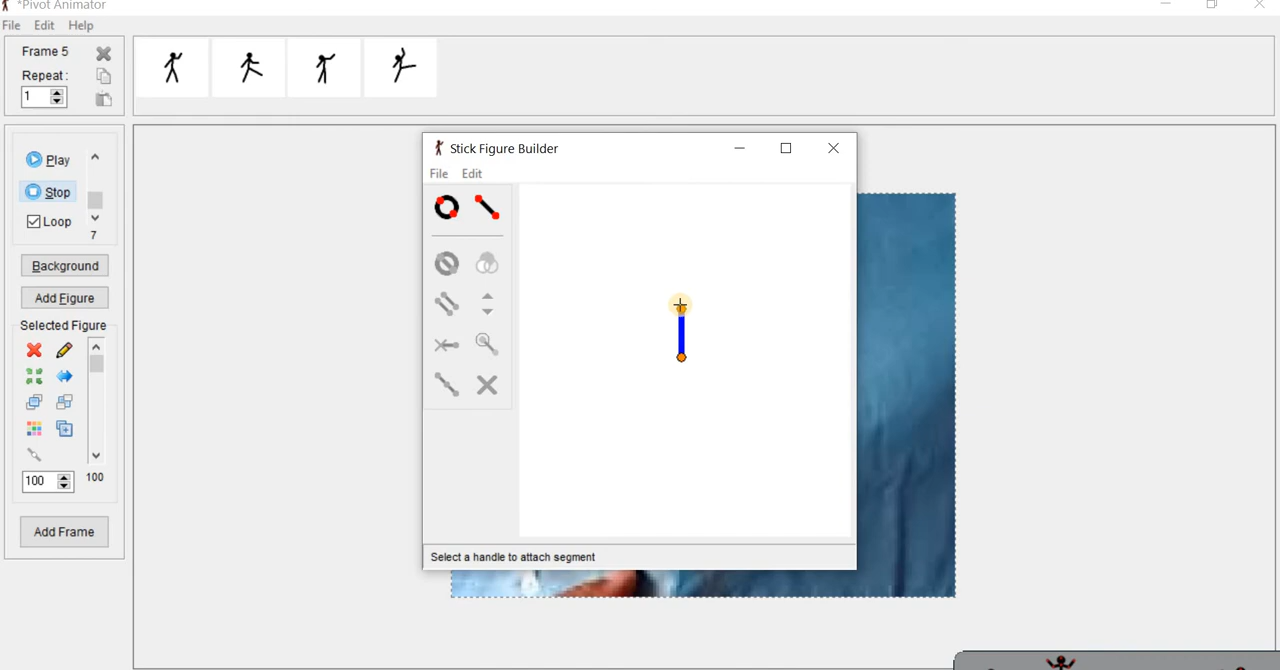 *Pivot Animator
File Edit Help
Frame 5
Repeat:
1
Play
Stop
Loop
7
Background
Add Figure
Selected Figure
100
100
Add Frame
Stick Figure Builder
File Edit
Select a handle to attach segment